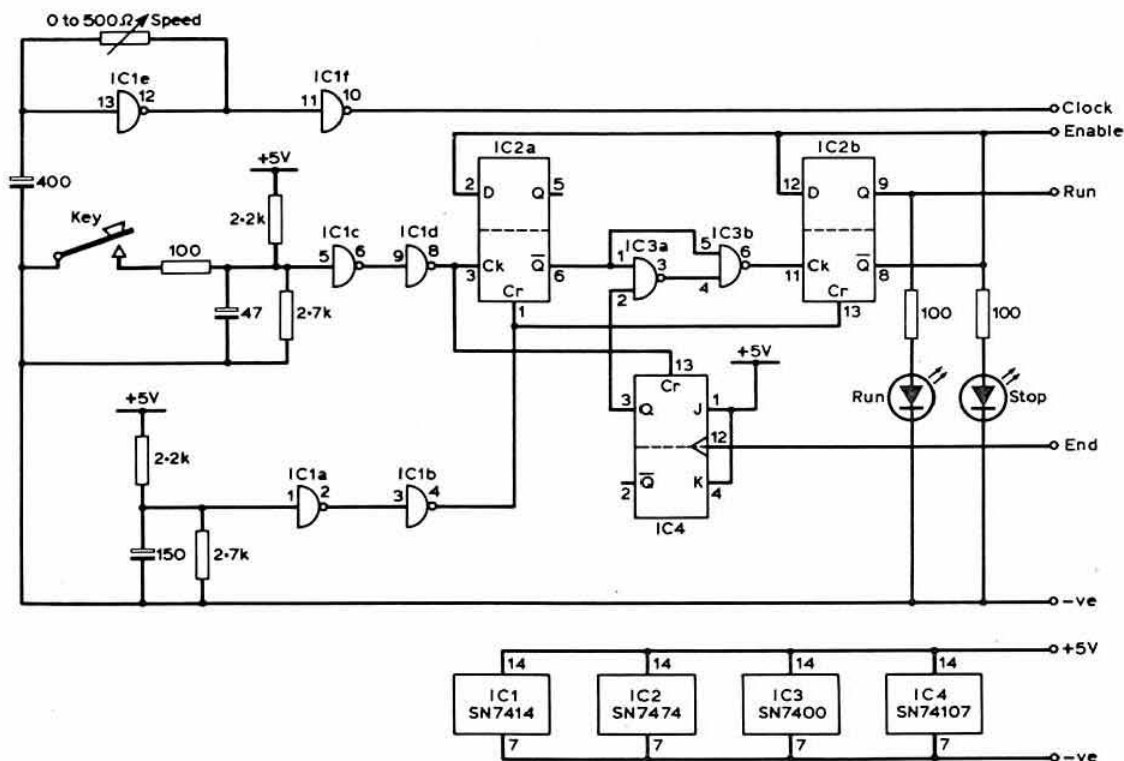 0 to 500Ω Speed
IC1e
13 12
IC1f
11 10
Clock
Enable
IC2a
IC2b
+5V
2 D Q 5
12 D Q 9
Run
400
Key
2·2k
100
IC1c
5 6
IC1d
9 8
3 Ck Q̅ 6
Cr
1
IC3a
1 3
2
IC3b
5 6
4
11 Ck Q̅ 8
Cr
13
47
2·7k
100
100
+5V
13
Cr
3 Q J 1
12
2 Q̅ K 4
IC4
Run
Stop
End
+5V
2·2k
IC1a
1 2
IC1b
3 4
150
2·7k
-ve
+5V
14
14
14
14
IC1
SN7414
IC2
SN7474
IC3
SN7400
IC4
SN74107
7
7
7
7
-ve